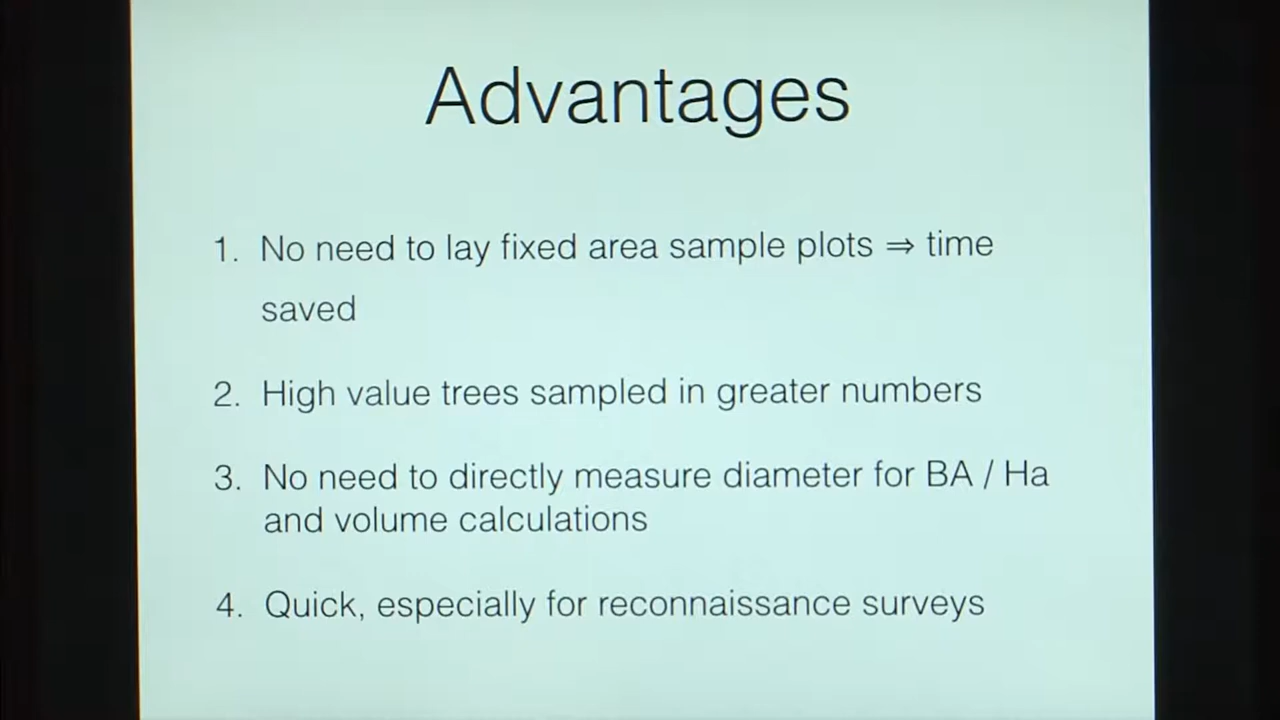 Advantages
1. No need to lay fixed area sample plots ⇒ time
saved
2. High value trees sampled in greater numbers
3. No need to directly measure diameter for BA / Ha
and volume calculations
4. Quick, especially for reconnaissance surveys